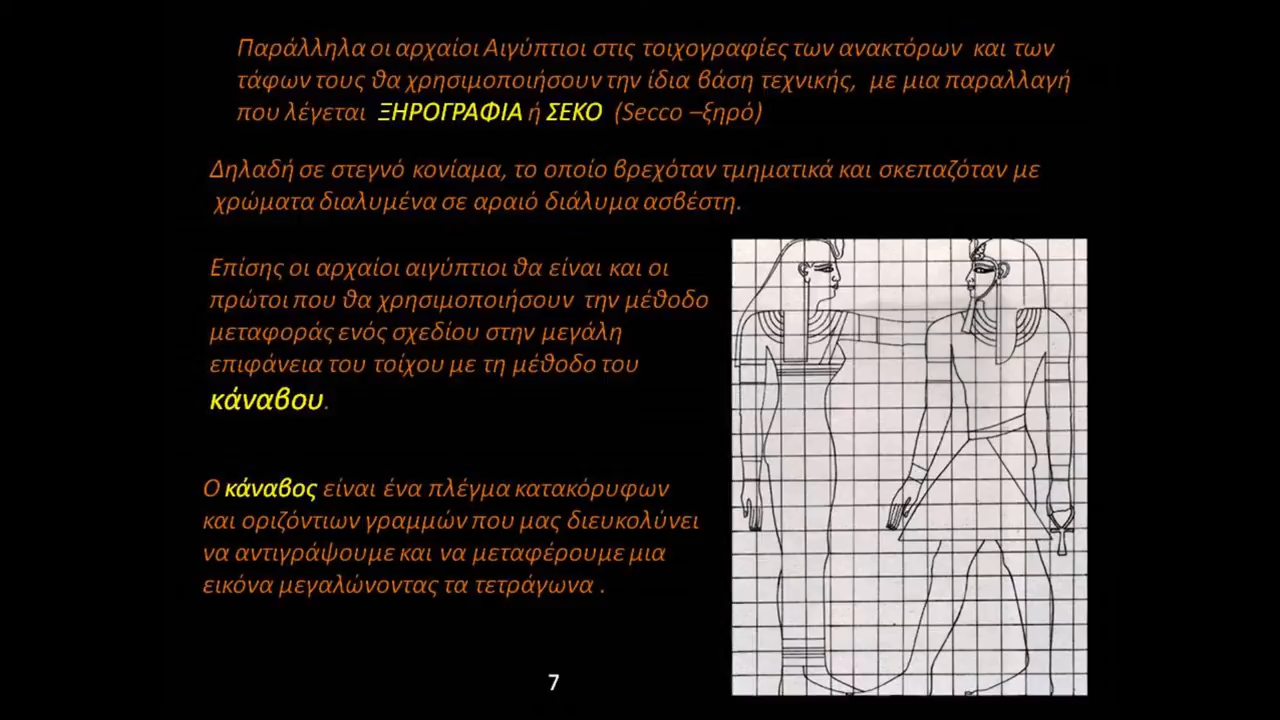 Παράλληλα οι αρχαίοι Αιγύπτιοι στις τοιχογραφίες των ανακτόρων και των
τάφων τους θα χρησιμοποιήσουν την ίδια βάση τεχνικής, με μια παραλλαγή
που λέγεται ΞΗΡΟΓΡΑΦΙΑ ή ΣΕΚΟ (Secco –ξηρό)
Δηλαδή σε στεγνό κονίαμα, το οποίο βρεχόταν τμηματικά και σκεπαζόταν με
χρώματα διαλυμένα σε αραιό διάλυμα ασβέστη.
Επίσης οι αρχαίοι αιγύπτιοι θα είναι και οι
πρώτοι που θα χρησιμοποιήσουν την μέθοδο
μεταφοράς ενός σχεδίου στην μεγάλη
επιφάνεια του τοίχου με τη μέθοδο του
κάναβου.
Ο κάναβος είναι ένα πλέγμα κατακόρυφων
και οριζόντιων γραμμών που μας διευκολύνει
να αντιγράψουμε και να μεταφέρουμε μια
εικόνα μεγαλώνοντας τα τετράγωνα .
7